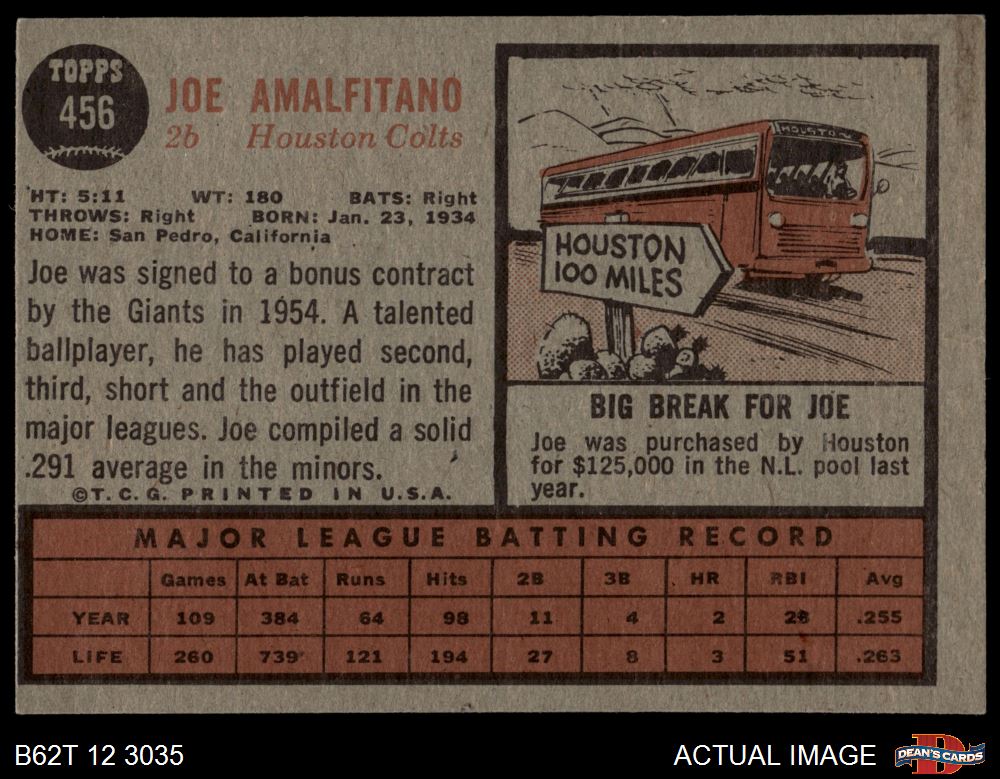 TOPPS
456
JOE AMALFITANO
2b Houston Colts
HT: 5:11 WT: 180 BATS: Right
THROWS: Right BORN: Jan. 23, 1934
HOME: San Pedro, California
Joe was signed to a bonus contract
by the Giants in 1954. A talented
ballplayer, he has played second,
third, short and the outfield in the
major leagues. Joe compiled a solid
.291 average in the minors.
©T. C. G. PRINTED IN U.S.A.
HOUSTON
HOUSTON
100 MILES
BIG BREAK FOR JOE
Joe was purchased by Houston
for $125,000 in the N.L. pool last
year.
MAJOR LEAGUE BATTING RECORD
Games At Bat Runs Hits 2B 3B HR RBI Avg
YEAR 109 384 64 98 11 4 2 28 .255
LIFE 260 739 121 194 27 8 3 51 .263
B62T 12 3035 ACTUAL IMAGE DEAN'S CARDS